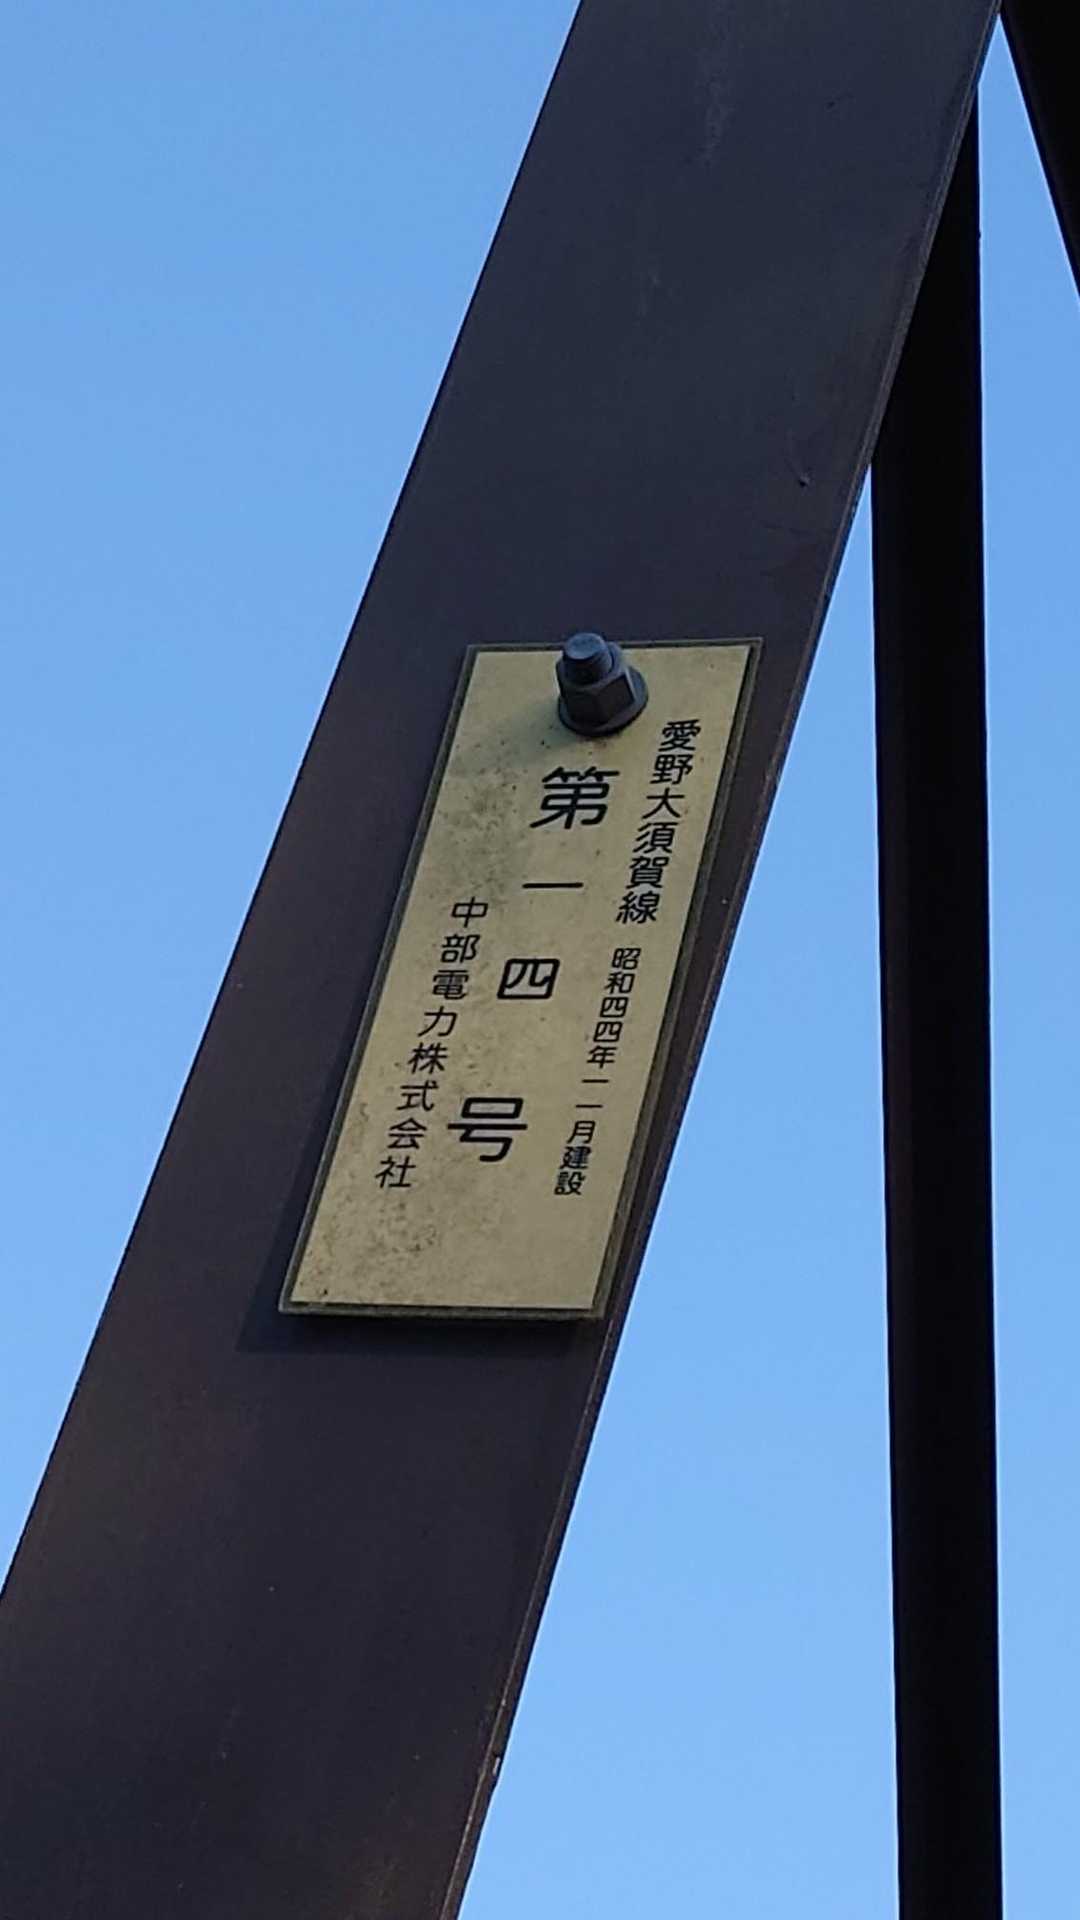 愛野大須賀線 昭和四四年一一月建設
第一四号
中部電力株式会社